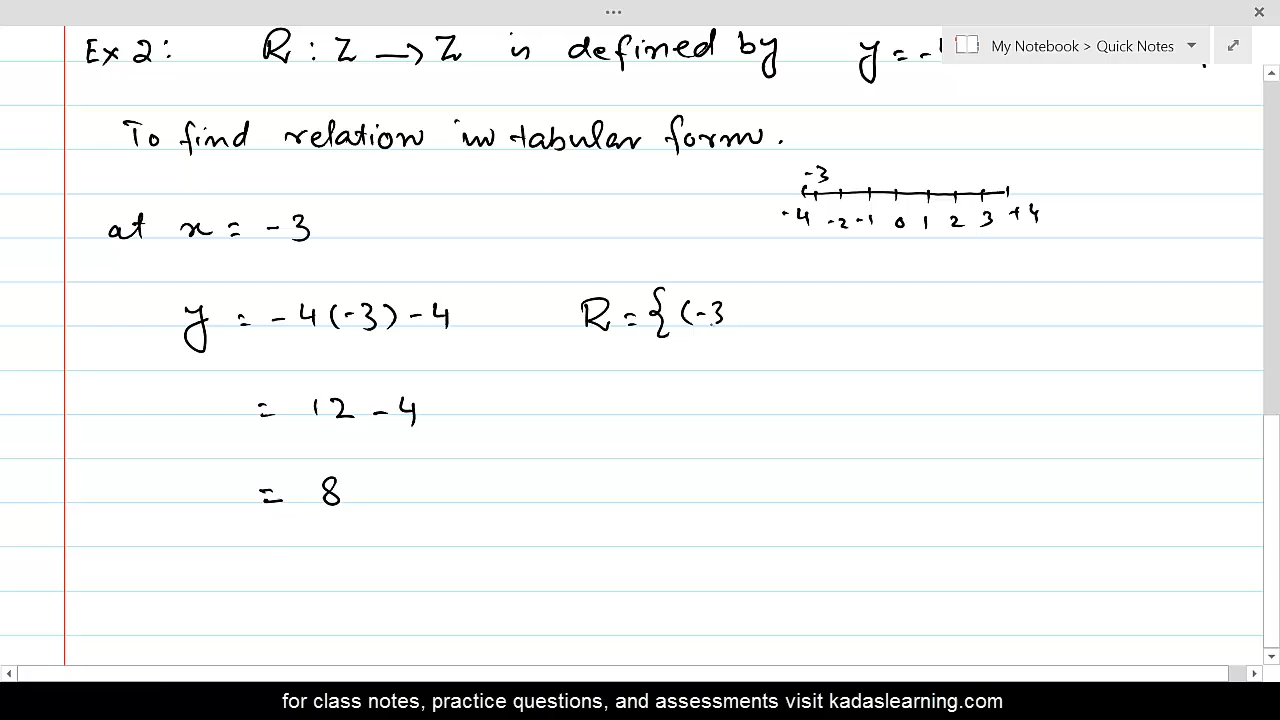 ...
Ex 2: R : Z → Z is defined by y = -
My Notebook > Quick Notes
To find relation in tabular form.
-3
-4 -2 -1 0 1 2 3 +4
at x = -3
y = -4(-3) -4
R = { (-3
= 12 - 4
= 8
for class notes, practice questions, and assessments visit kadaslearning.com